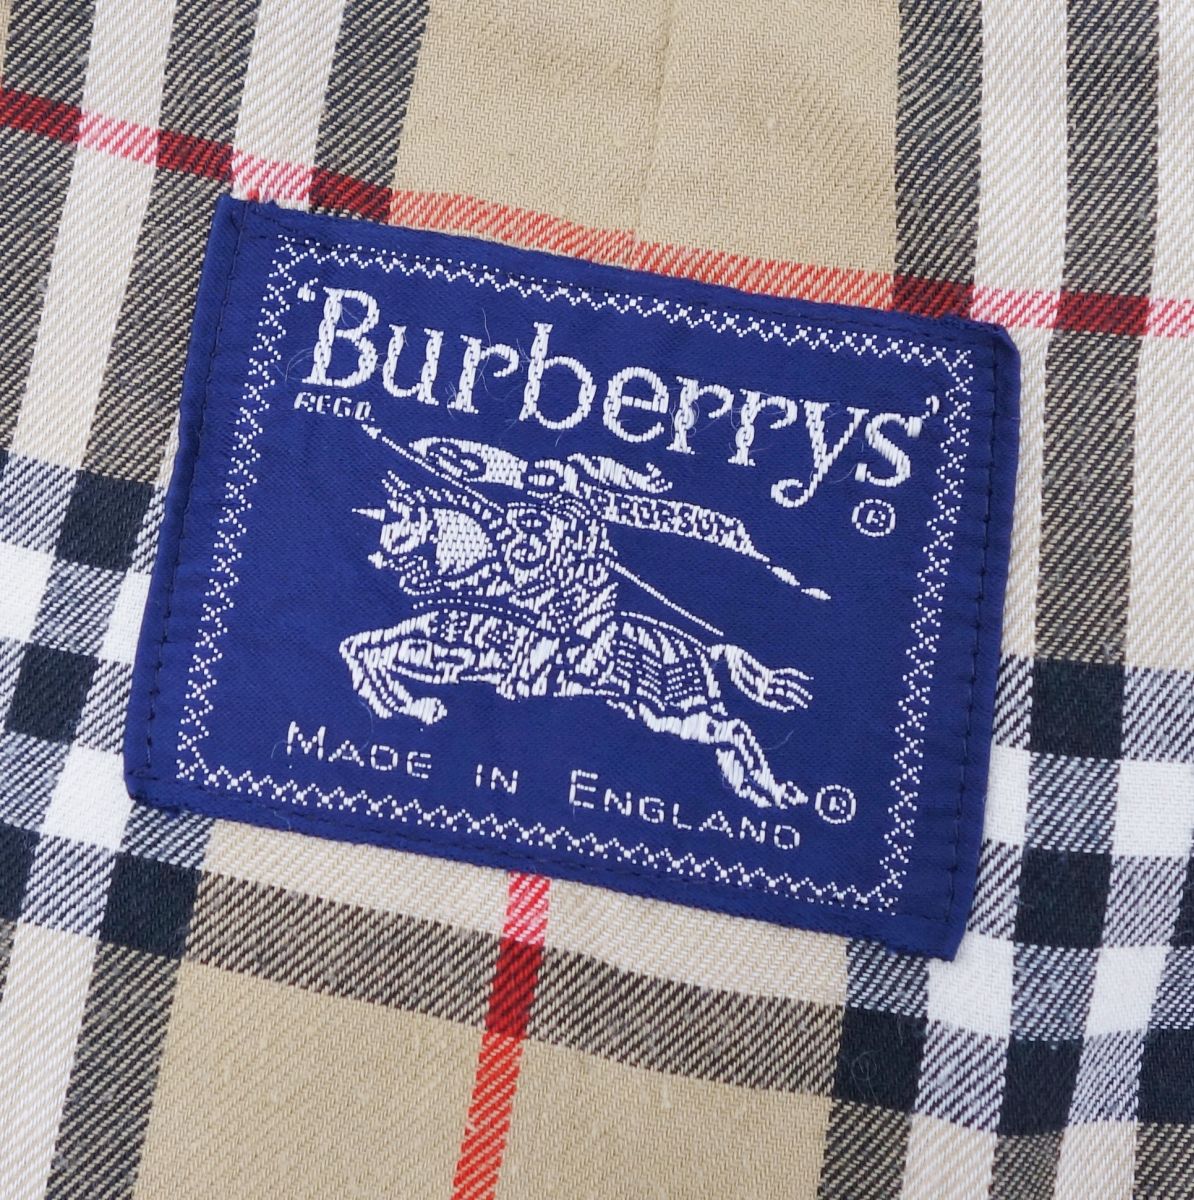 'Burberrys'
REGD.
PRORSUM
®
MADE IN ENGLAND ®